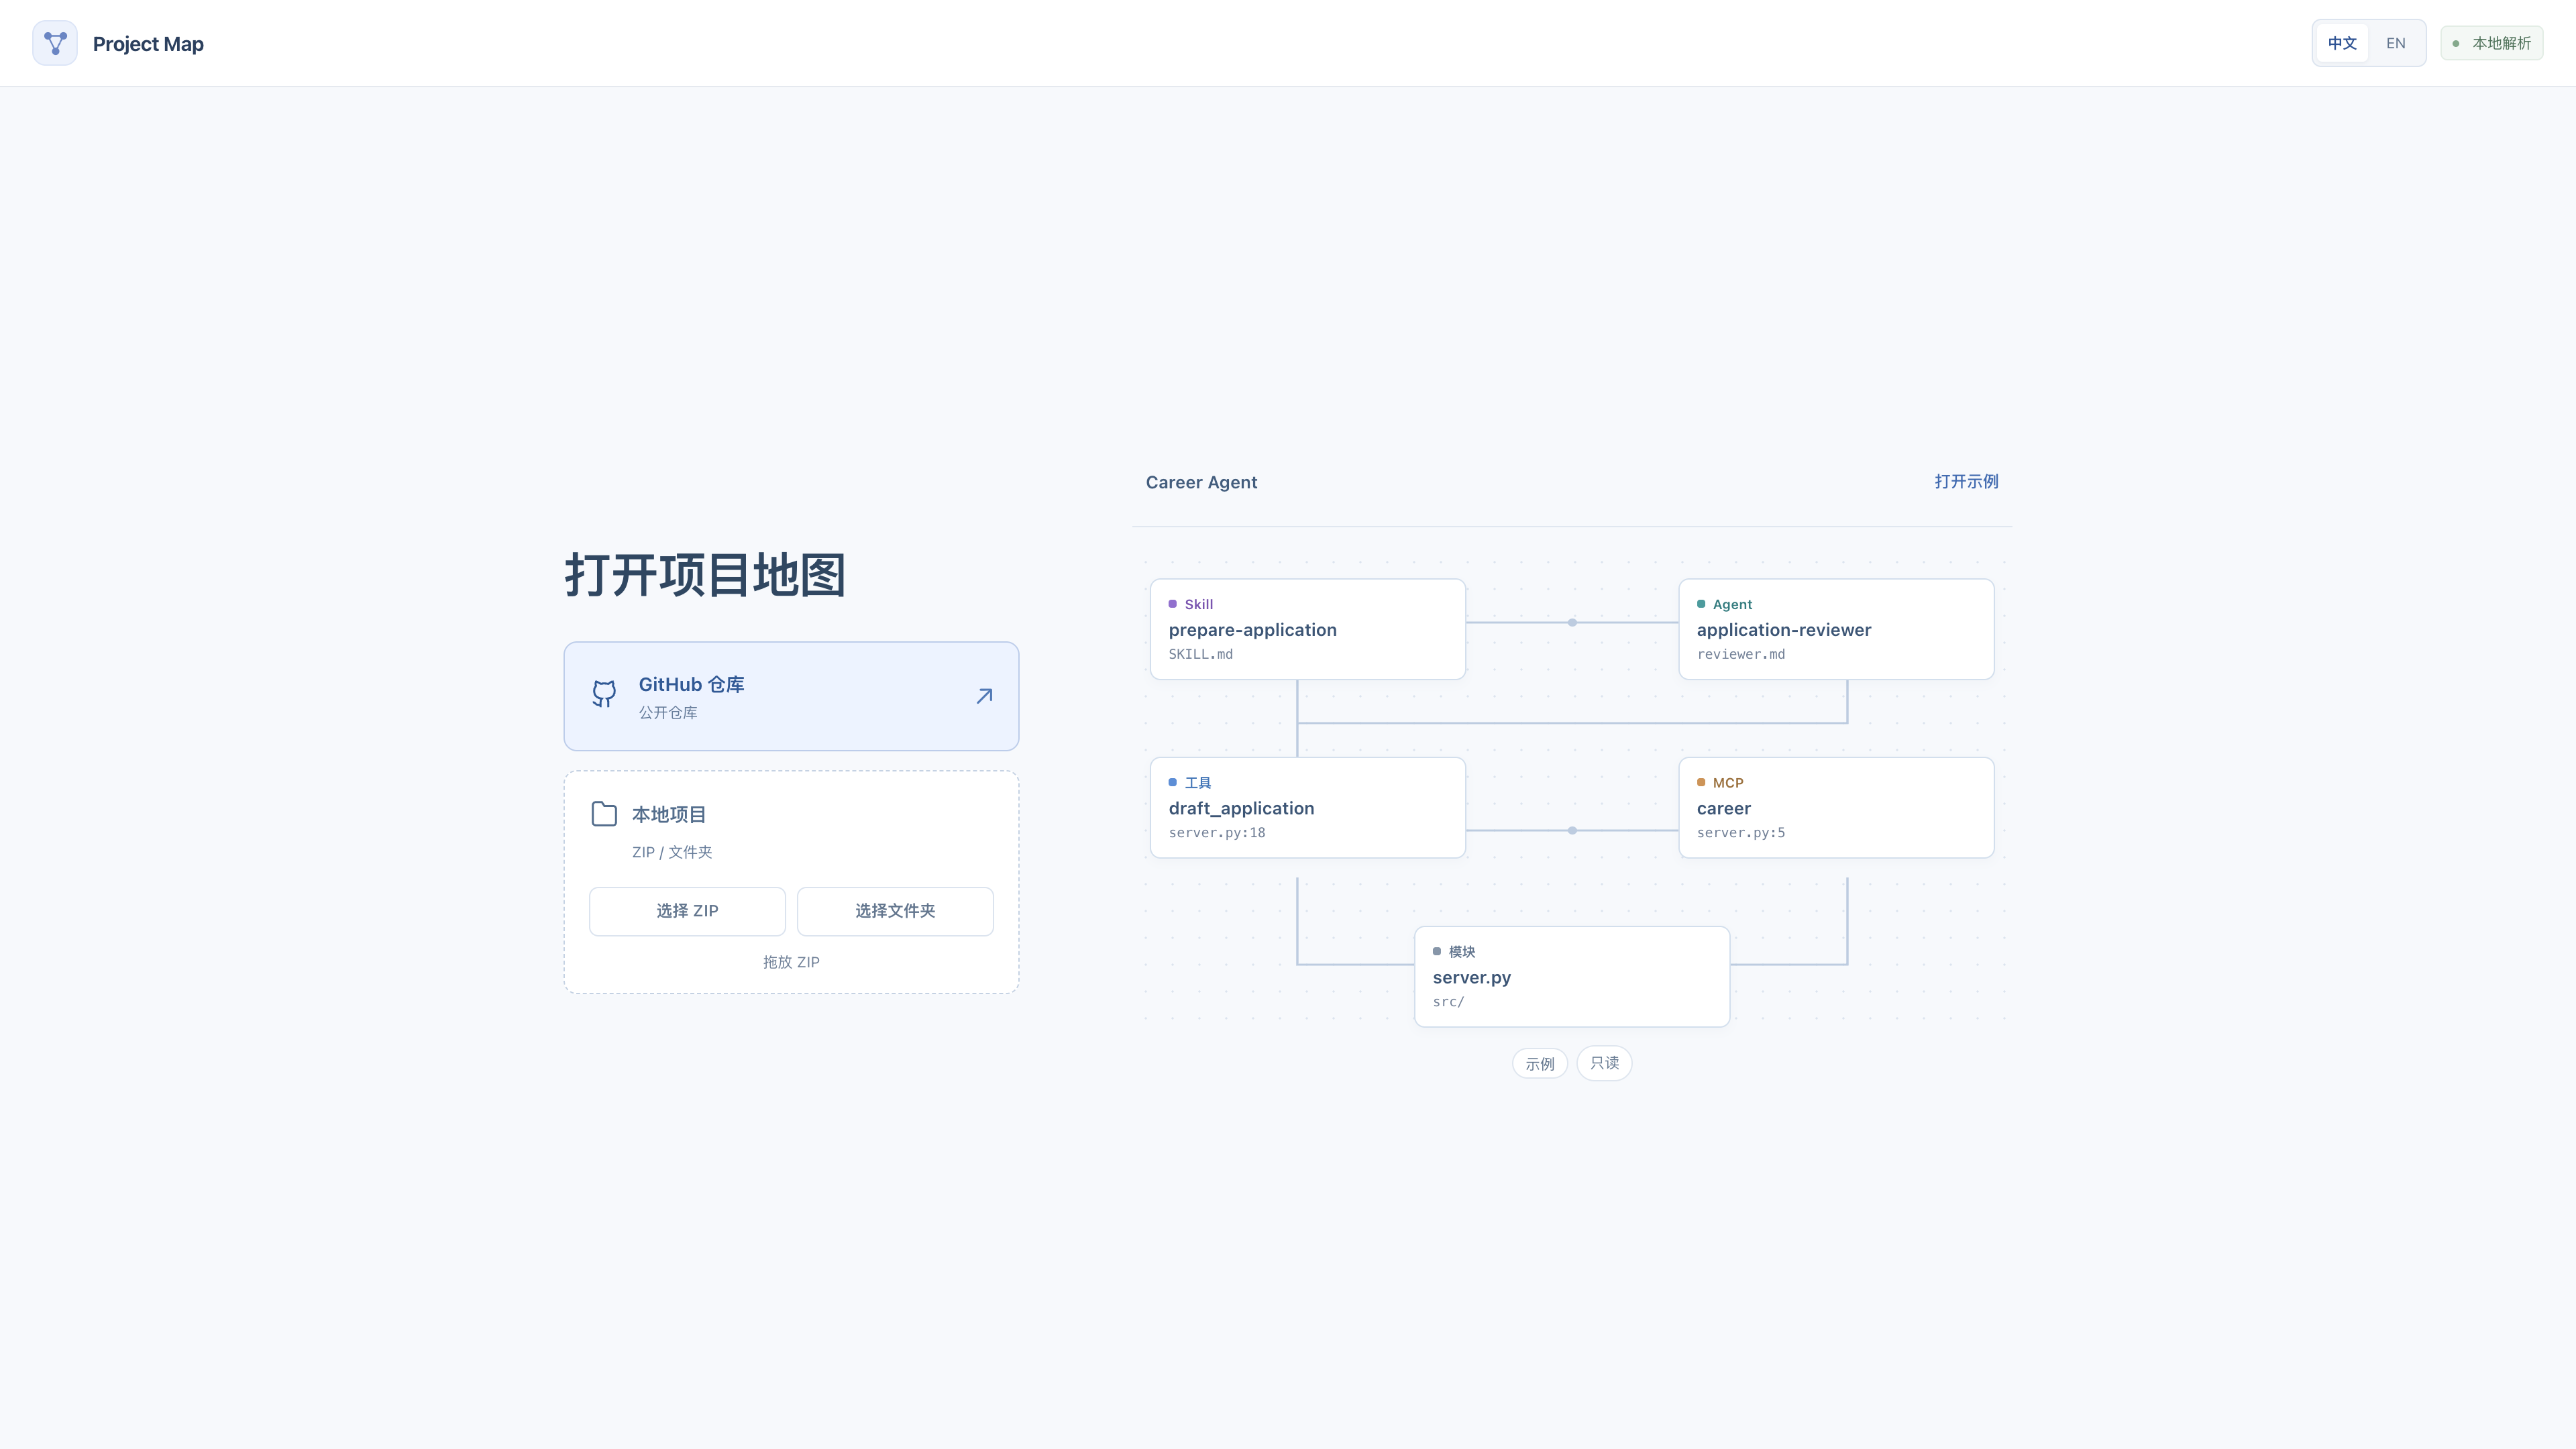 Project Map
中文
EN
本地解析
打开项目地图
GitHub 仓库
公开仓库
本地项目
ZIP / 文件夹
选择 ZIP
选择文件夹
拖放 ZIP
Career Agent
打开示例
Skill
prepare-application
SKILL.md
Agent
application-reviewer
reviewer.md
工具
draft_application
server.py:18
MCP
career
server.py:5
模块
server.py
src/
示例
只读